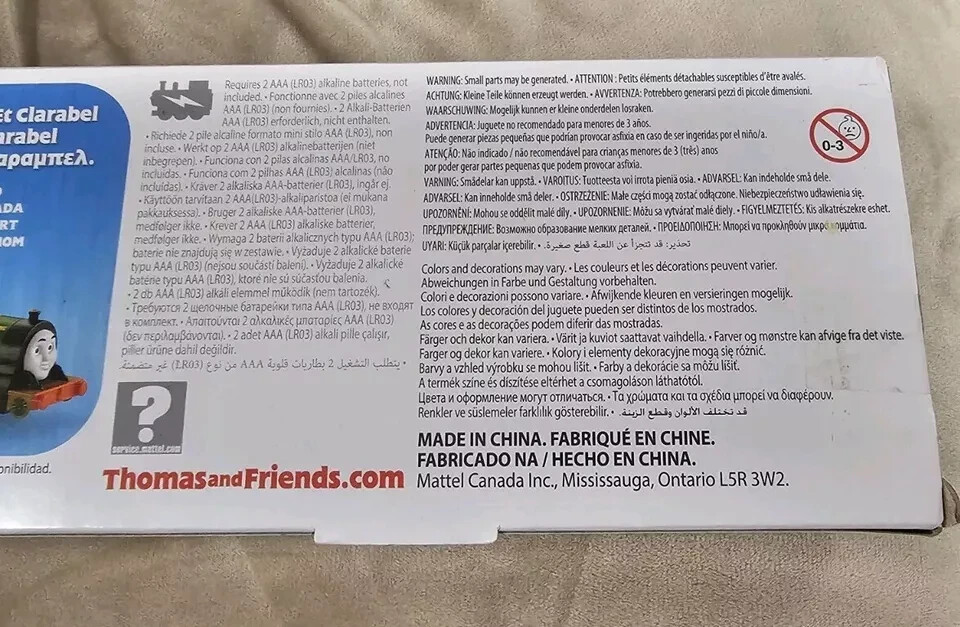 Et Clarabel
arabel
αραμπελ.
ADA
RT
ΙΟΜ
onibilidad.
Requires 2 AAA (LR03) alkaline batteries, not
included. • Fonctionne avec 2 piles alcalines
AAA (LR03) (non fournies). • 2 Alkali-Batterien
AAA (LR03) erforderlich, nicht enthalten.
• Richiede 2 pile alcaline formato mini stilo AAA (LR03), non
incluse. • Werkt op 2 AAA (LR03) alkalinebatterijen (niet
inbegrepen). • Funciona con 2 pilas alcalinas AAA/LR03, no
incluidas. • Funciona com 2 pilhas AAA (LR03) alcalinas (não
incluídas). • Kräver 2 alkaliska AAA-batterier (LR03), ingår ej.
• Käyttöön tarvitaan 2 AAA(LR03)-alkaliparistoa (ei mukana
pakkauksessa). • Bruger 2 alkaliske AAA-batterier (LR03),
medfølger ikke. • Krever 2 AAA (LR03) alkaliske batterier,
medfølger ikke. • Wymaga 2 baterii alkalicznych typu AAA (LR03);
baterie nie znajdują się w zestawie. • Vyžaduje 2 alkalické baterie
typu AAA (LR03) (nejsou součástí balení). • Vyžaduje 2 alkalické
batérie typu AAA (LR03), ktoré nie sú súčasťou balenia.
• 2 db AAA (LR03) alkáli elemmel működik (nem tartozék).
• Требуются 2 щелочные батарейки типа AAA (LR03), не входят
в комплект. • Απαιτούνται 2 αλκαλικές μπαταρίες AAA (LR03)
(δεν περιλαμβάνονται). • 2 adet AAA (LR03) alkali pille çalışır,
piller ürüne dahil değildir.
• يتطلب التشغيل 2 بطاريات قلوية AAA من نوع (LR03) غير متضمنة.
?
service.mattel.com
ThomasandFriends.com
WARNING: Small parts may be generated. • ATTENTION : Petits éléments détachables susceptibles d'être avalés.
ACHTUNG: Kleine Teile können erzeugt werden. • AVVERTENZA: Potrebbero generarsi pezzi di piccole dimensioni.
WAARSCHUWING: Mogelijk kunnen er kleine onderdelen losraken.
ADVERTENCIA: Juguete no recomendado para menores de 3 años.
Puede generar piezas pequeñas que podrían provocar asfixia en caso de ser ingeridas por el niño/a.
ATENÇÃO: Não indicado / não recomendável para crianças menores de 3 (três) anos
por poder gerar partes pequenas que podem provocar asfixia.
VARNING: Smådelar kan uppstå. • VAROITUS: Tuotteesta voi irrota pieniä osia. • ADVARSEL: Kan indeholde små dele.
ADVARSEL: Kan inneholde små deler. • OSTRZEŻENIE: Małe części mogą zostać odłączone. Niebezpieczeństwo udławienia się.
UPOZORNĚNÍ: Mohou se oddělit malé díly. • UPOZORNENIE: Môžu sa vytvárať malé diely. • FIGYELMEZTETÉS: Kis alkatrészekre eshet.
ПРЕДУПРЕЖДЕНИЕ: Возможно образование мелких деталей. • ΠΡΟΕΙΔΟΠΟΙΗΣΗ: Μπορεί να προκληθούν μικρά κομμάτια.
UYARI: Küçük parçalar içerebilir. • تحذير: قد تتجزأ عن اللعبة قطع صغيرة.
0-3
Colors and decorations may vary. • Les couleurs et les décorations peuvent varier.
Abweichungen in Farbe und Gestaltung vorbehalten.
Colori e decorazioni possono variare. • Afwijkende kleuren en versieringen mogelijk.
Los colores y decoración del juguete pueden ser distintos de los mostrados.
As cores e as decorações podem diferir das mostradas.
Färger och dekor kan variera. • Värit ja kuviot saattavat vaihdella. • Farver og mønstre kan afvige fra det viste.
Farger og dekor kan variere. • Kolory i elementy dekoracyjne mogą się różnić.
Barvy a vzhled výrobku se mohou lišit. • Farby a dekorácie sa môžu líšiť.
A termék színe és díszítése eltérhet a csomagoláson láthatótól.
Цвета и оформление могут отличаться. • Τα χρώματα και τα σχέδια μπορεί να διαφέρουν.
Renkler ve süslemeler farklılık gösterebilir. • قد تختلف الألوان وقطع الزينة.
MADE IN CHINA. FABRIQUÉ EN CHINE.
FABRICADO NA / HECHO EN CHINA.
Mattel Canada Inc., Mississauga, Ontario L5R 3W2.